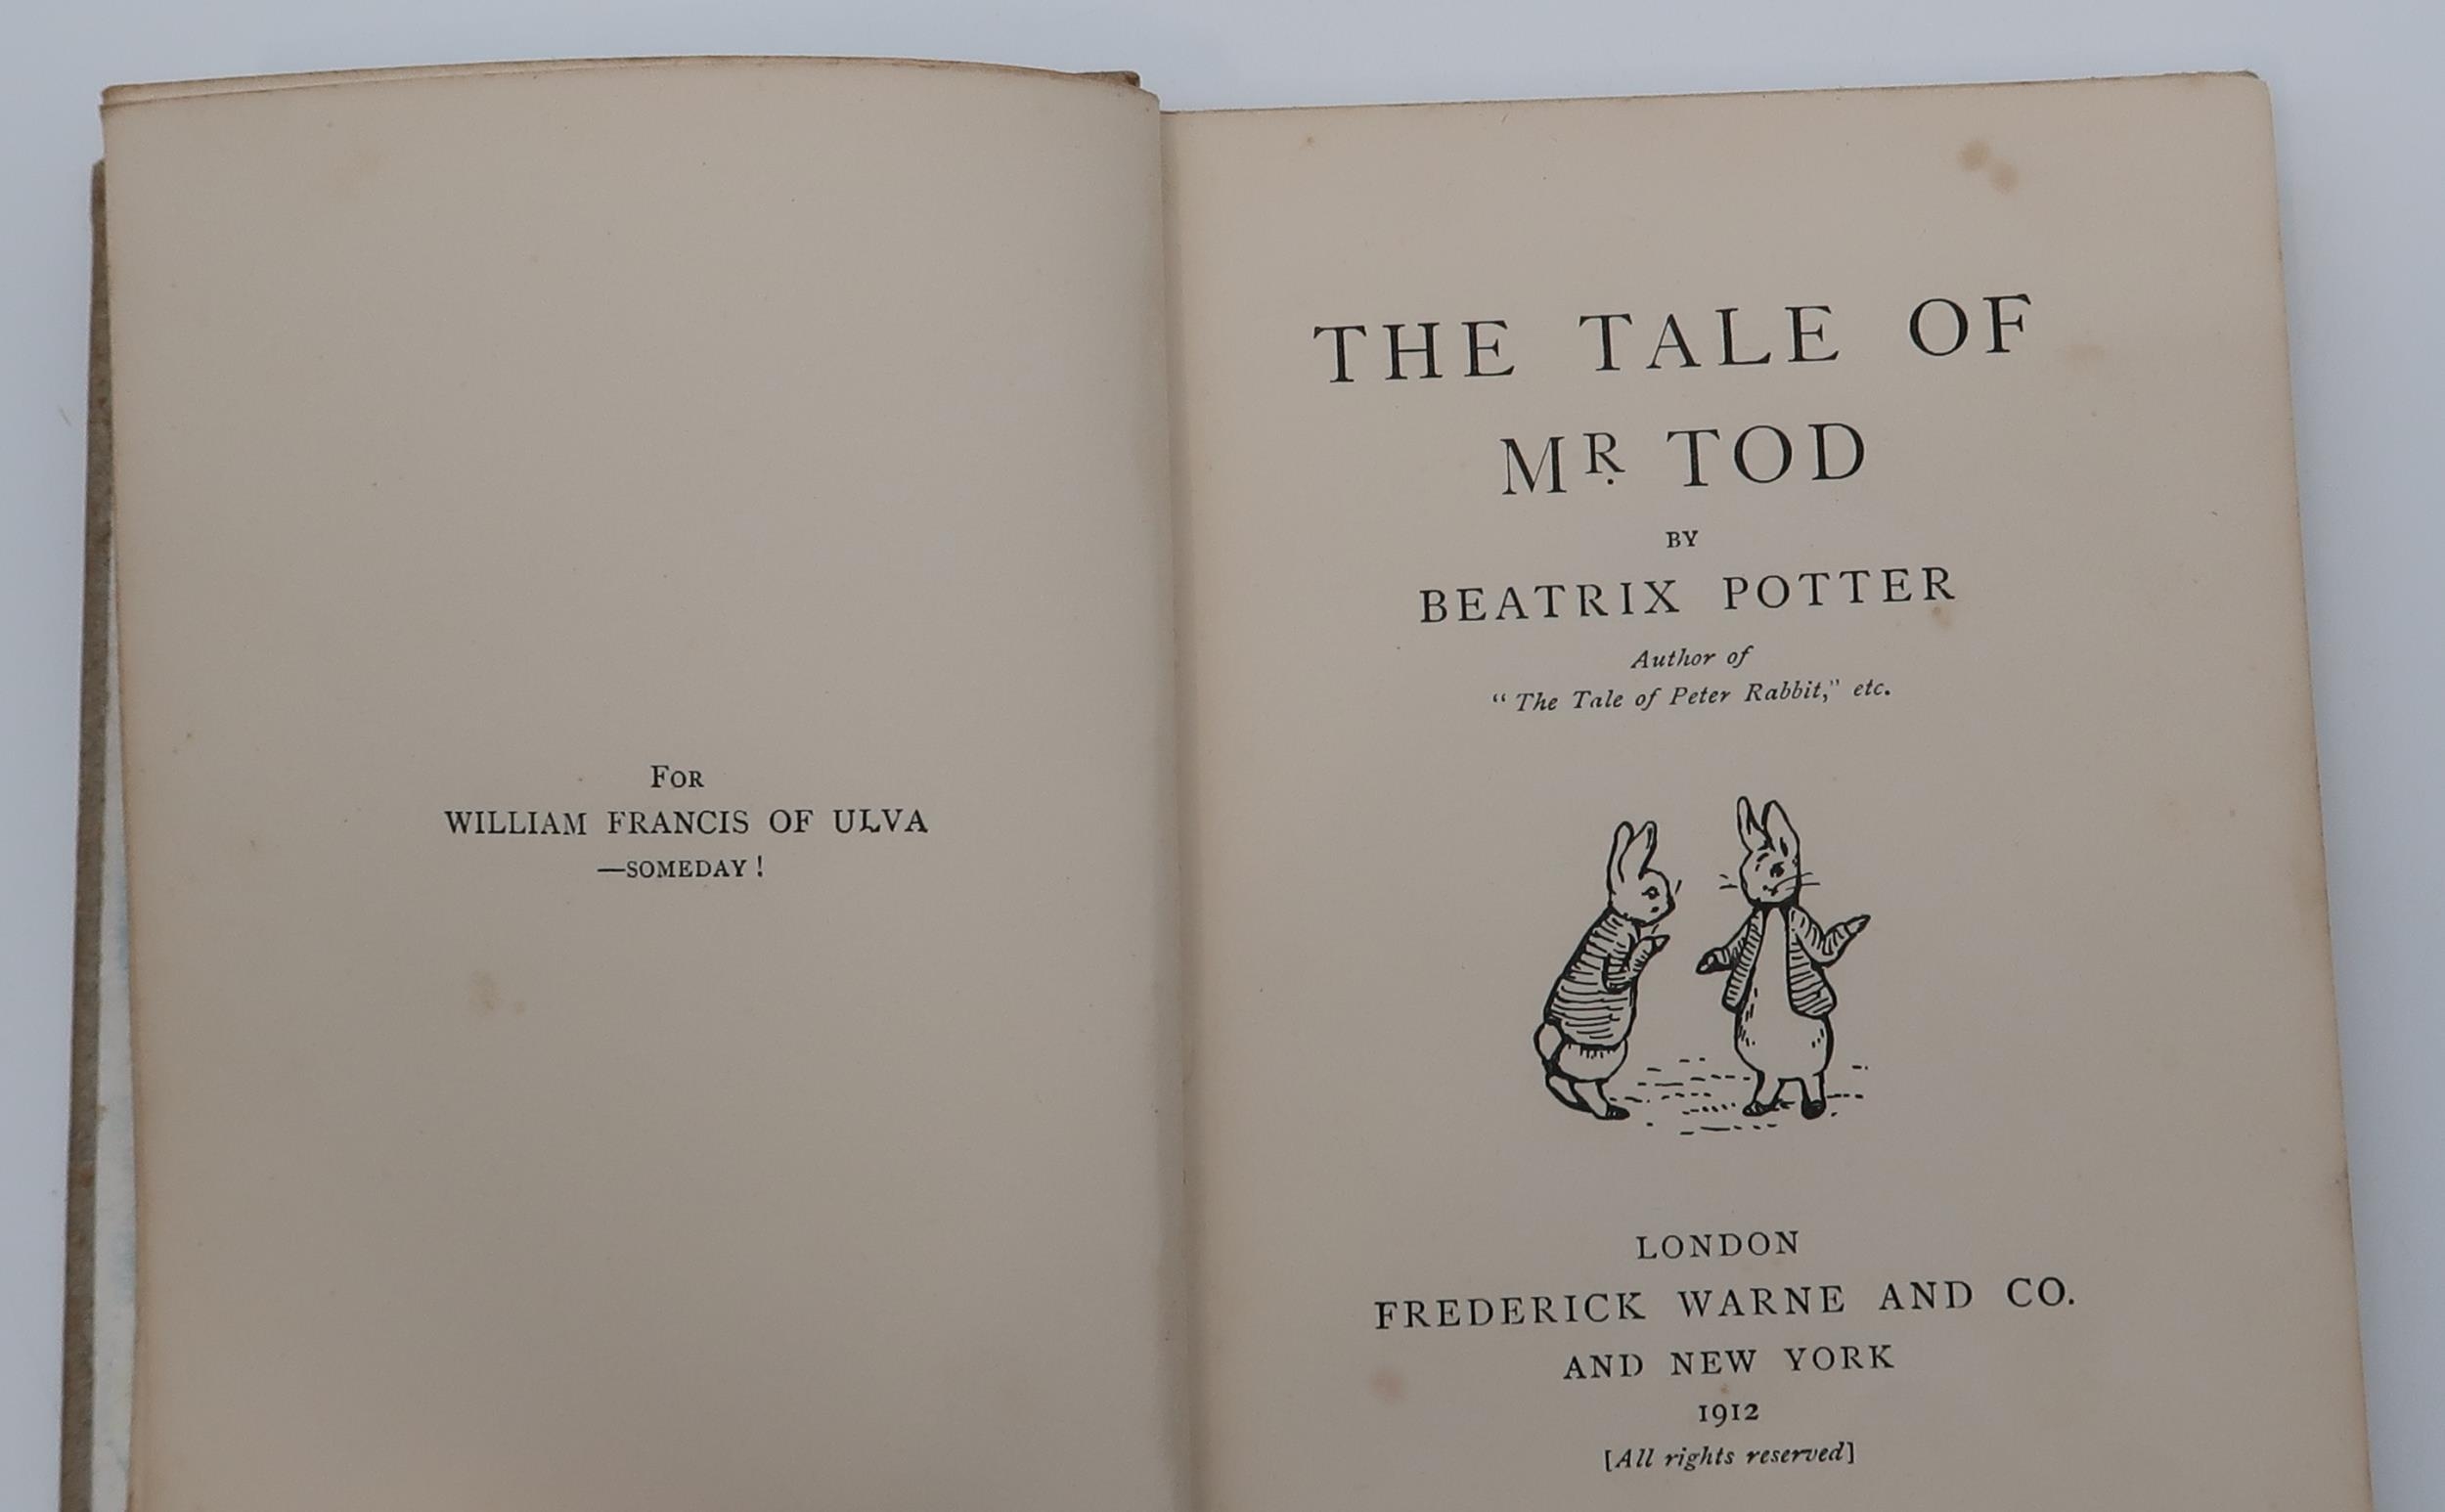 For
WILLIAM FRANCIS OF ULVA
—SOMEDAY!
THE TALE OF
MR. TOD
BY
BEATRIX POTTER
Author of
"The Tale of Peter Rabbit," etc.
LONDON
FREDERICK WARNE AND CO.
AND NEW YORK
1912
[All rights reserved]